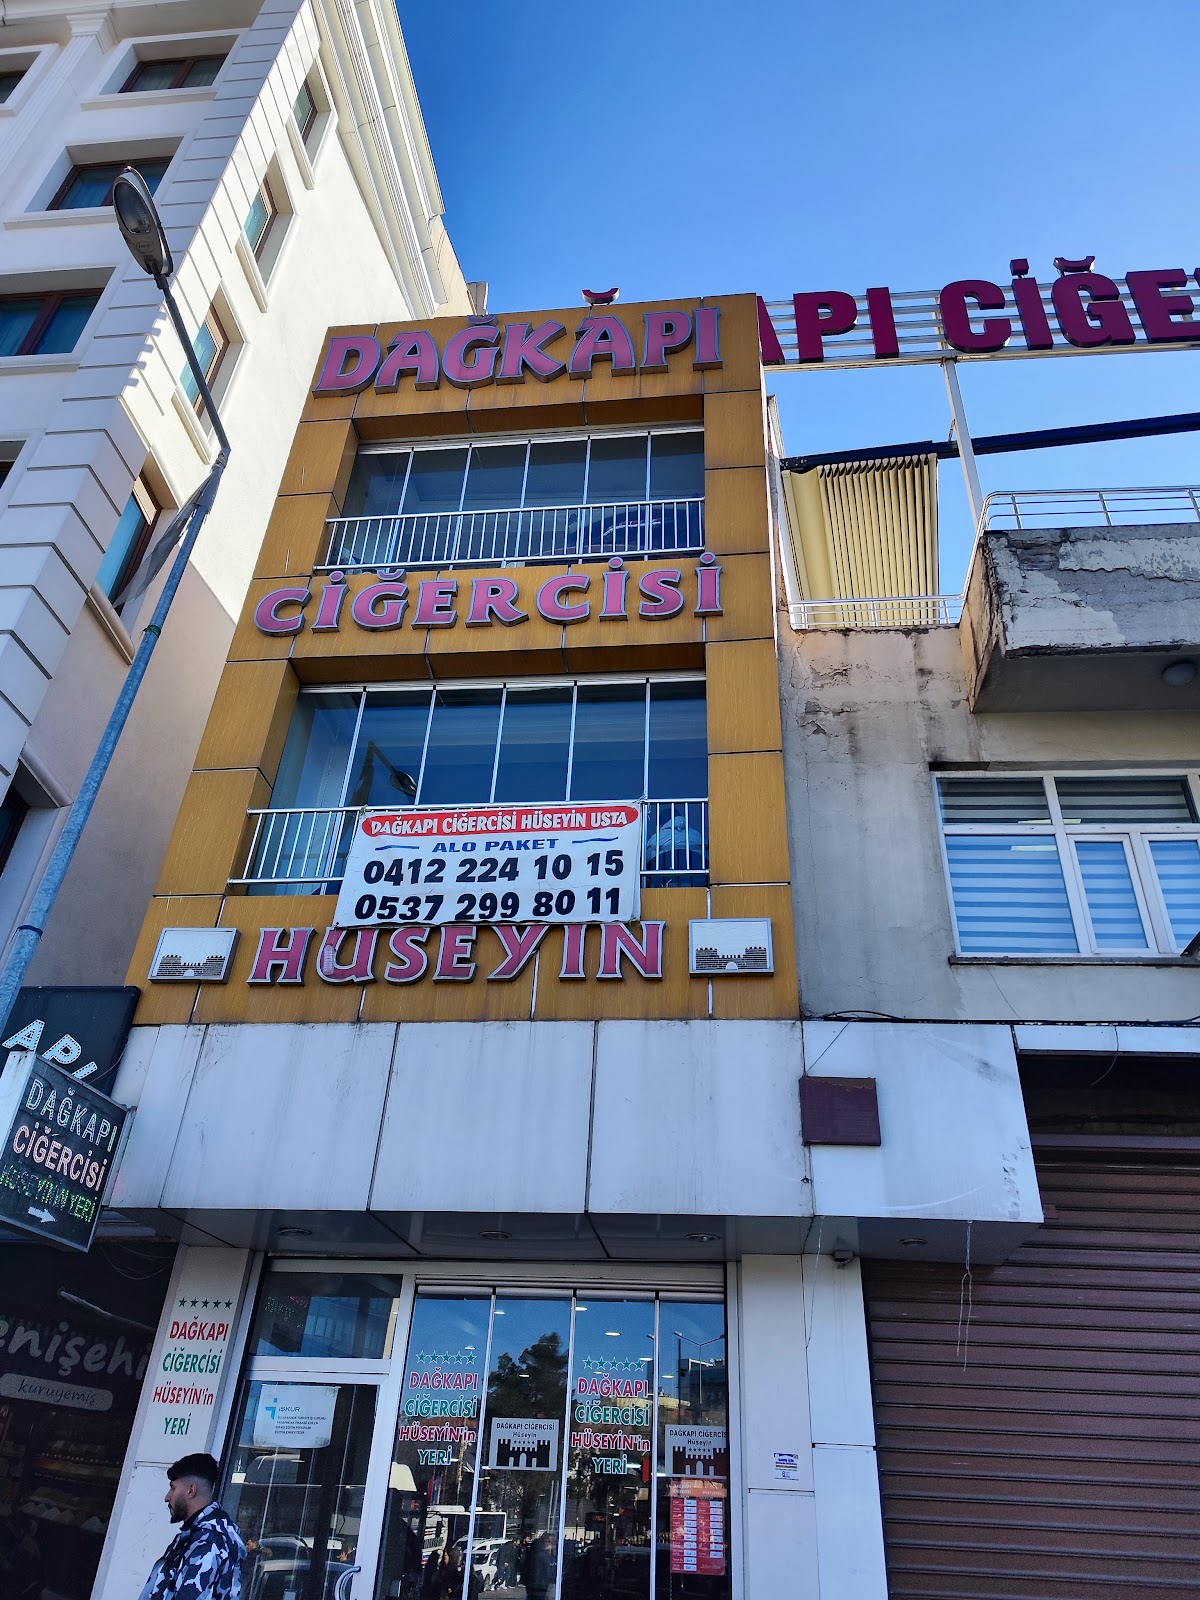 DAĞKAPI
CİĞERCİSİ
DAĞKAPI CİĞERCİSİ HÜSEYİN USTA
ALO PAKET
0412 224 10 15
0537 299 80 11
HÜSEYİN
API CİĞE
API
DAĞKAPI
CİĞERCİSİ
HÜSEYİN'İN YERİ
enişehi
kuruyemiş
DAĞKAPI
CİĞERCİSİ
HÜSEYİN'in
YERİ
İŞKUR
DAĞKAPI
CİĞERCİSİ
HÜSEYİN'in
YERİ
DAĞKAPI CİĞERCİSİ
Hüseyin
DAĞKAPI
CİĞERCİSİ
HÜSEYİN'in
YERİ
DAĞKAPI CİĞERCİSİ
Hüseyin